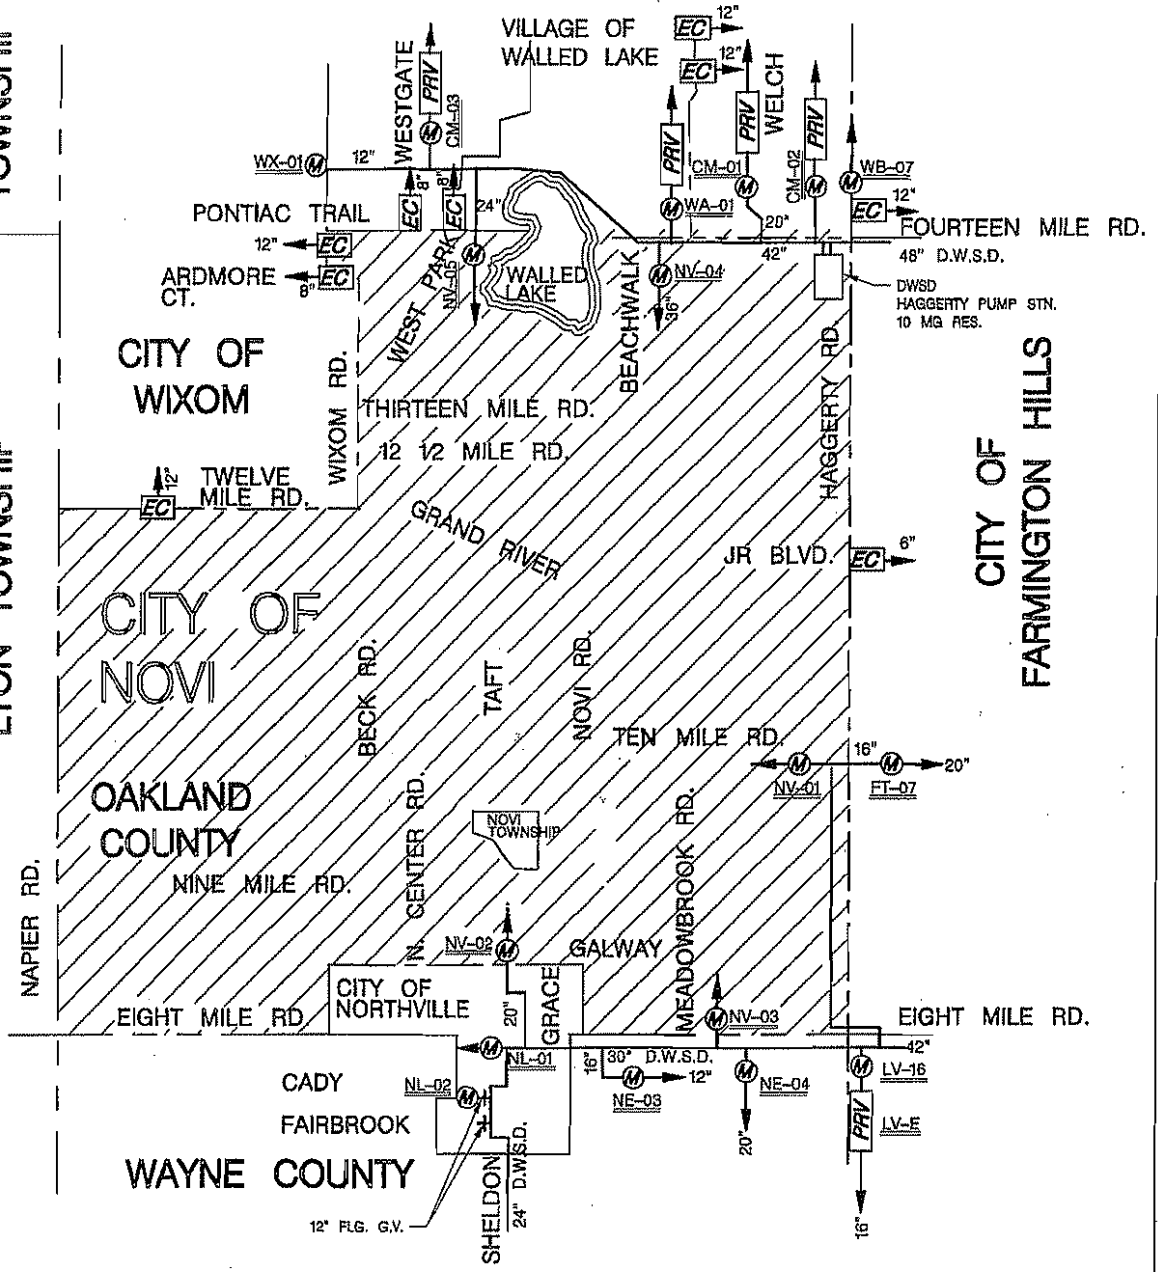 TOWNSHIP
VILLAGE OF
WALLED LAKE
EC
12"
EC
12"
WESTGATE
PRV
M
CM-03
WX-01
M
12"
8"
8"
EC
EC
24"
PRV
M
WA-01
PRV
WELCH
CM-01
M
PRV
CM-02
M
M
WB-07
EC
12"
PONTIAC TRAIL
12"
EC
ARDMORE
CT.
8"
EC
WEST PARK
M
NV-05
WALLED
LAKE
20"
42"
FOURTEEN MILE RD.
48" D.W.S.D.
M
NV-04
36"
BEACHWALK
DWSD
HAGGERTY PUMP STN.
10 MG RES.
HAGGERTY RD.
CITY OF
WIXOM
WIXOM RD.
THIRTEEN MILE RD.
12 1/2 MILE RD.
CITY OF
FARMINGTON HILLS
12"
EC
TWELVE
MILE RD.
LYON TOWNSHIP
GRAND RIVER
JR BLVD.
EC
6"
CITY OF
NOVI
BECK RD.
TAFT
NOVI RD.
TEN MILE RD.
16"
M
NV-01
M
FT-07
20"
OAKLAND
COUNTY
NOVI
TOWNSHIP
N. CENTER RD.
MEADOWBROOK RD.
NINE MILE RD.
NAPIER RD.
NV-02
M
GALWAY
CITY OF
NORTHVILLE
20"
GRACE
EIGHT MILE RD
M
NV-03
EIGHT MILE RD.
42"
M
NL-01
16"
30" D.W.S.D.
M
12"
NE-03
M
NE-04
20"
M
LV-16
PRV
LV-E
16"
CADY
NL-02
M
FAIRBROOK
WAYNE COUNTY
12" FLG. G.V.
SHELDON
24" D.W.S.D.